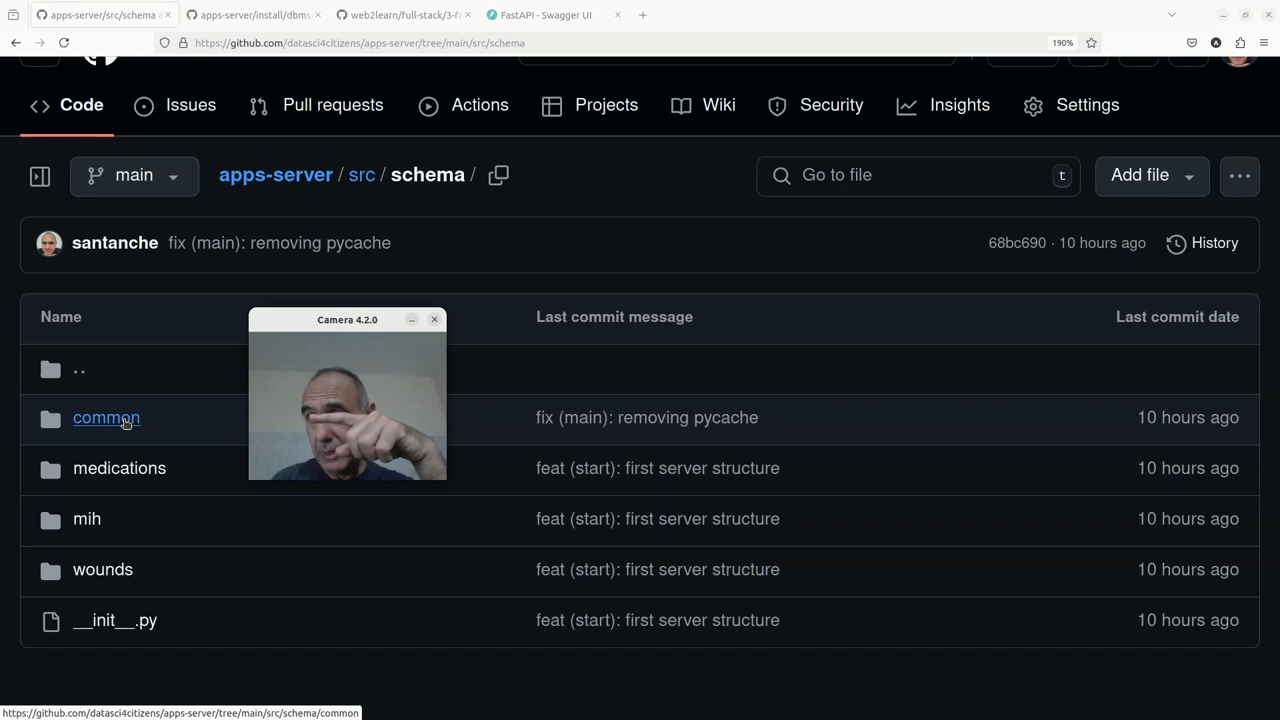 apps-server/src/schema a
apps-server/install/dbms
web2learn/full-stack/3-fa
FastAPI - Swagger UI
https://github.com/datasci4citizens/apps-server/tree/main/src/schema
190%
Code
Issues
Pull requests
Actions
Projects
Wiki
Security
Insights
Settings
main
apps-server / src / schema /
Go to file
t
Add file
santanche fix (main): removing pycache
68bc690 · 10 hours ago
History
Name
Last commit message
Last commit date
Camera 4.2.0
..
common fix (main): removing pycache 10 hours ago
medications feat (start): first server structure 10 hours ago
mih feat (start): first server structure 10 hours ago
wounds feat (start): first server structure 10 hours ago
__init__.py feat (start): first server structure 10 hours ago
https://github.com/datasci4citizens/apps-server/tree/main/src/schema/common